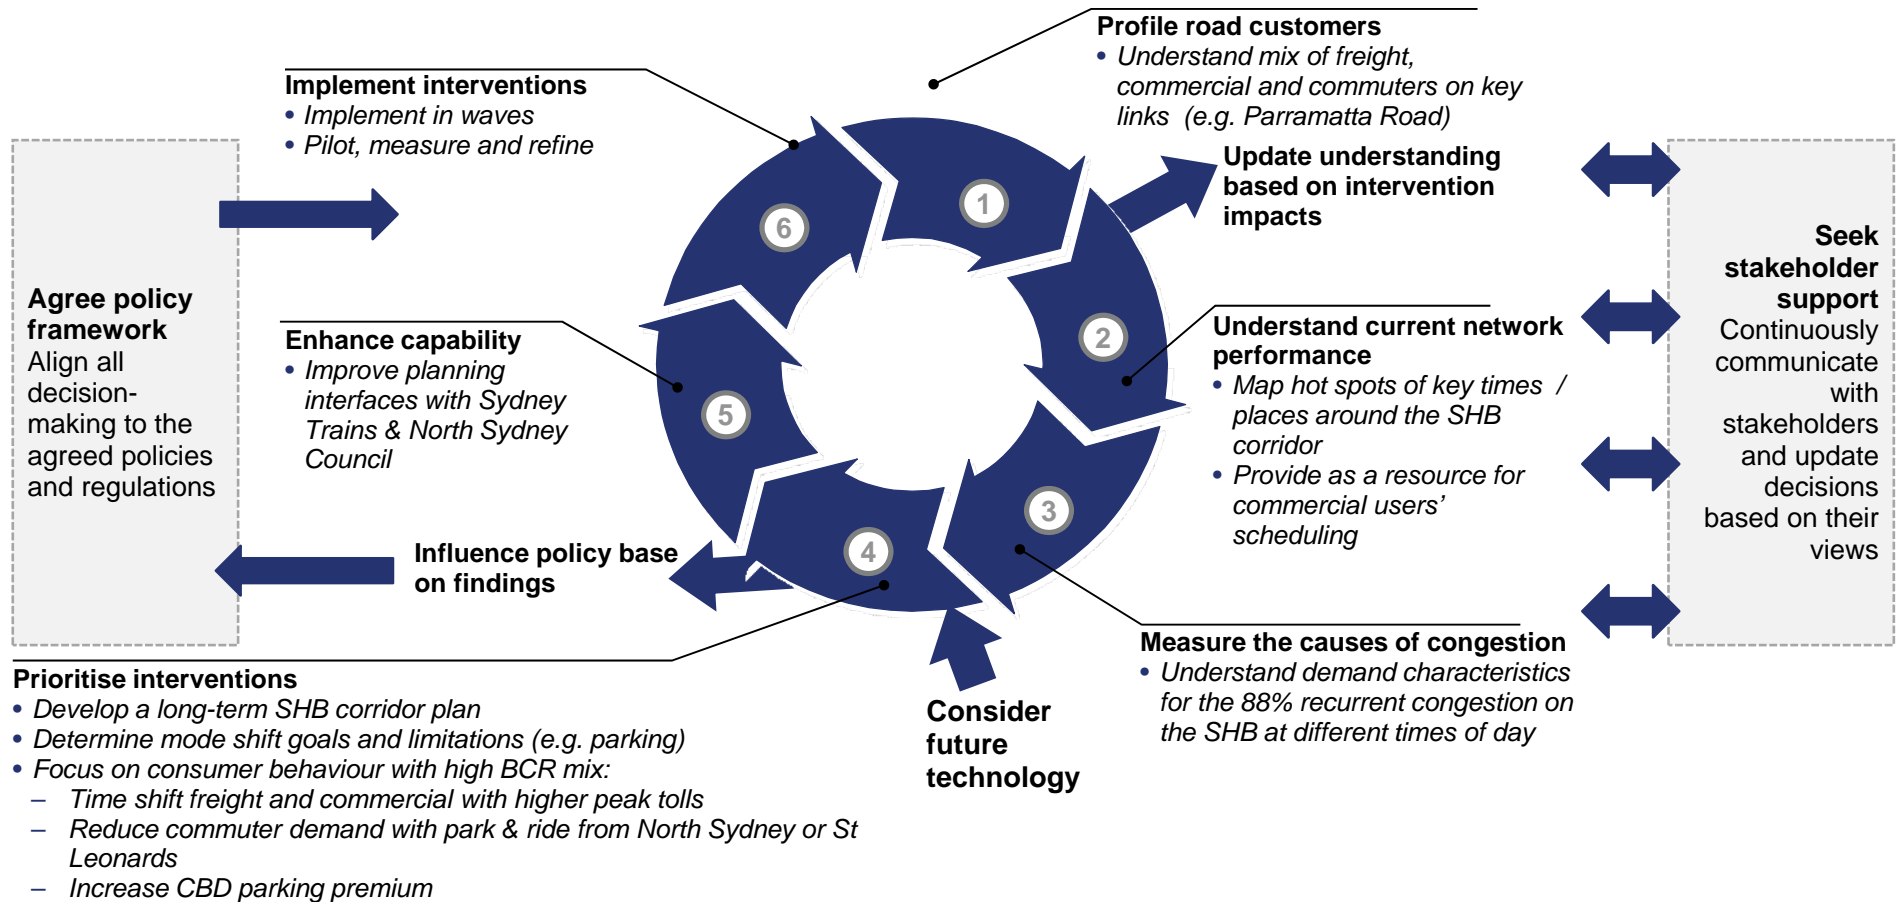 Profile road customers
• Understand mix of freight,
commercial and commuters on key
links (e.g. Parramatta Road)
Implement interventions
• Implement in waves
• Pilot, measure and refine
Update understanding
based on intervention
impacts
1
6
2
5
3
4
Agree policy
framework
Align all
decision-
making to the
agreed policies
and regulations
Enhance capability
• Improve planning
interfaces with Sydney
Trains & North Sydney
Council
Understand current network
performance
• Map hot spots of key times /
places around the SHB
corridor
• Provide as a resource for
commercial users’
scheduling
Seek
stakeholder
support
Continuously
communicate
with
stakeholders
and update
decisions
based on their
views
Influence policy base
on findings
Measure the causes of congestion
• Understand demand characteristics
for the 88% recurrent congestion on
the SHB at different times of day
Consider
future
technology
Prioritise interventions
• Develop a long-term SHB corridor plan
• Determine mode shift goals and limitations (e.g. parking)
• Focus on consumer behaviour with high BCR mix:
– Time shift freight and commercial with higher peak tolls
– Reduce commuter demand with park & ride from North Sydney or St
Leonards
– Increase CBD parking premium